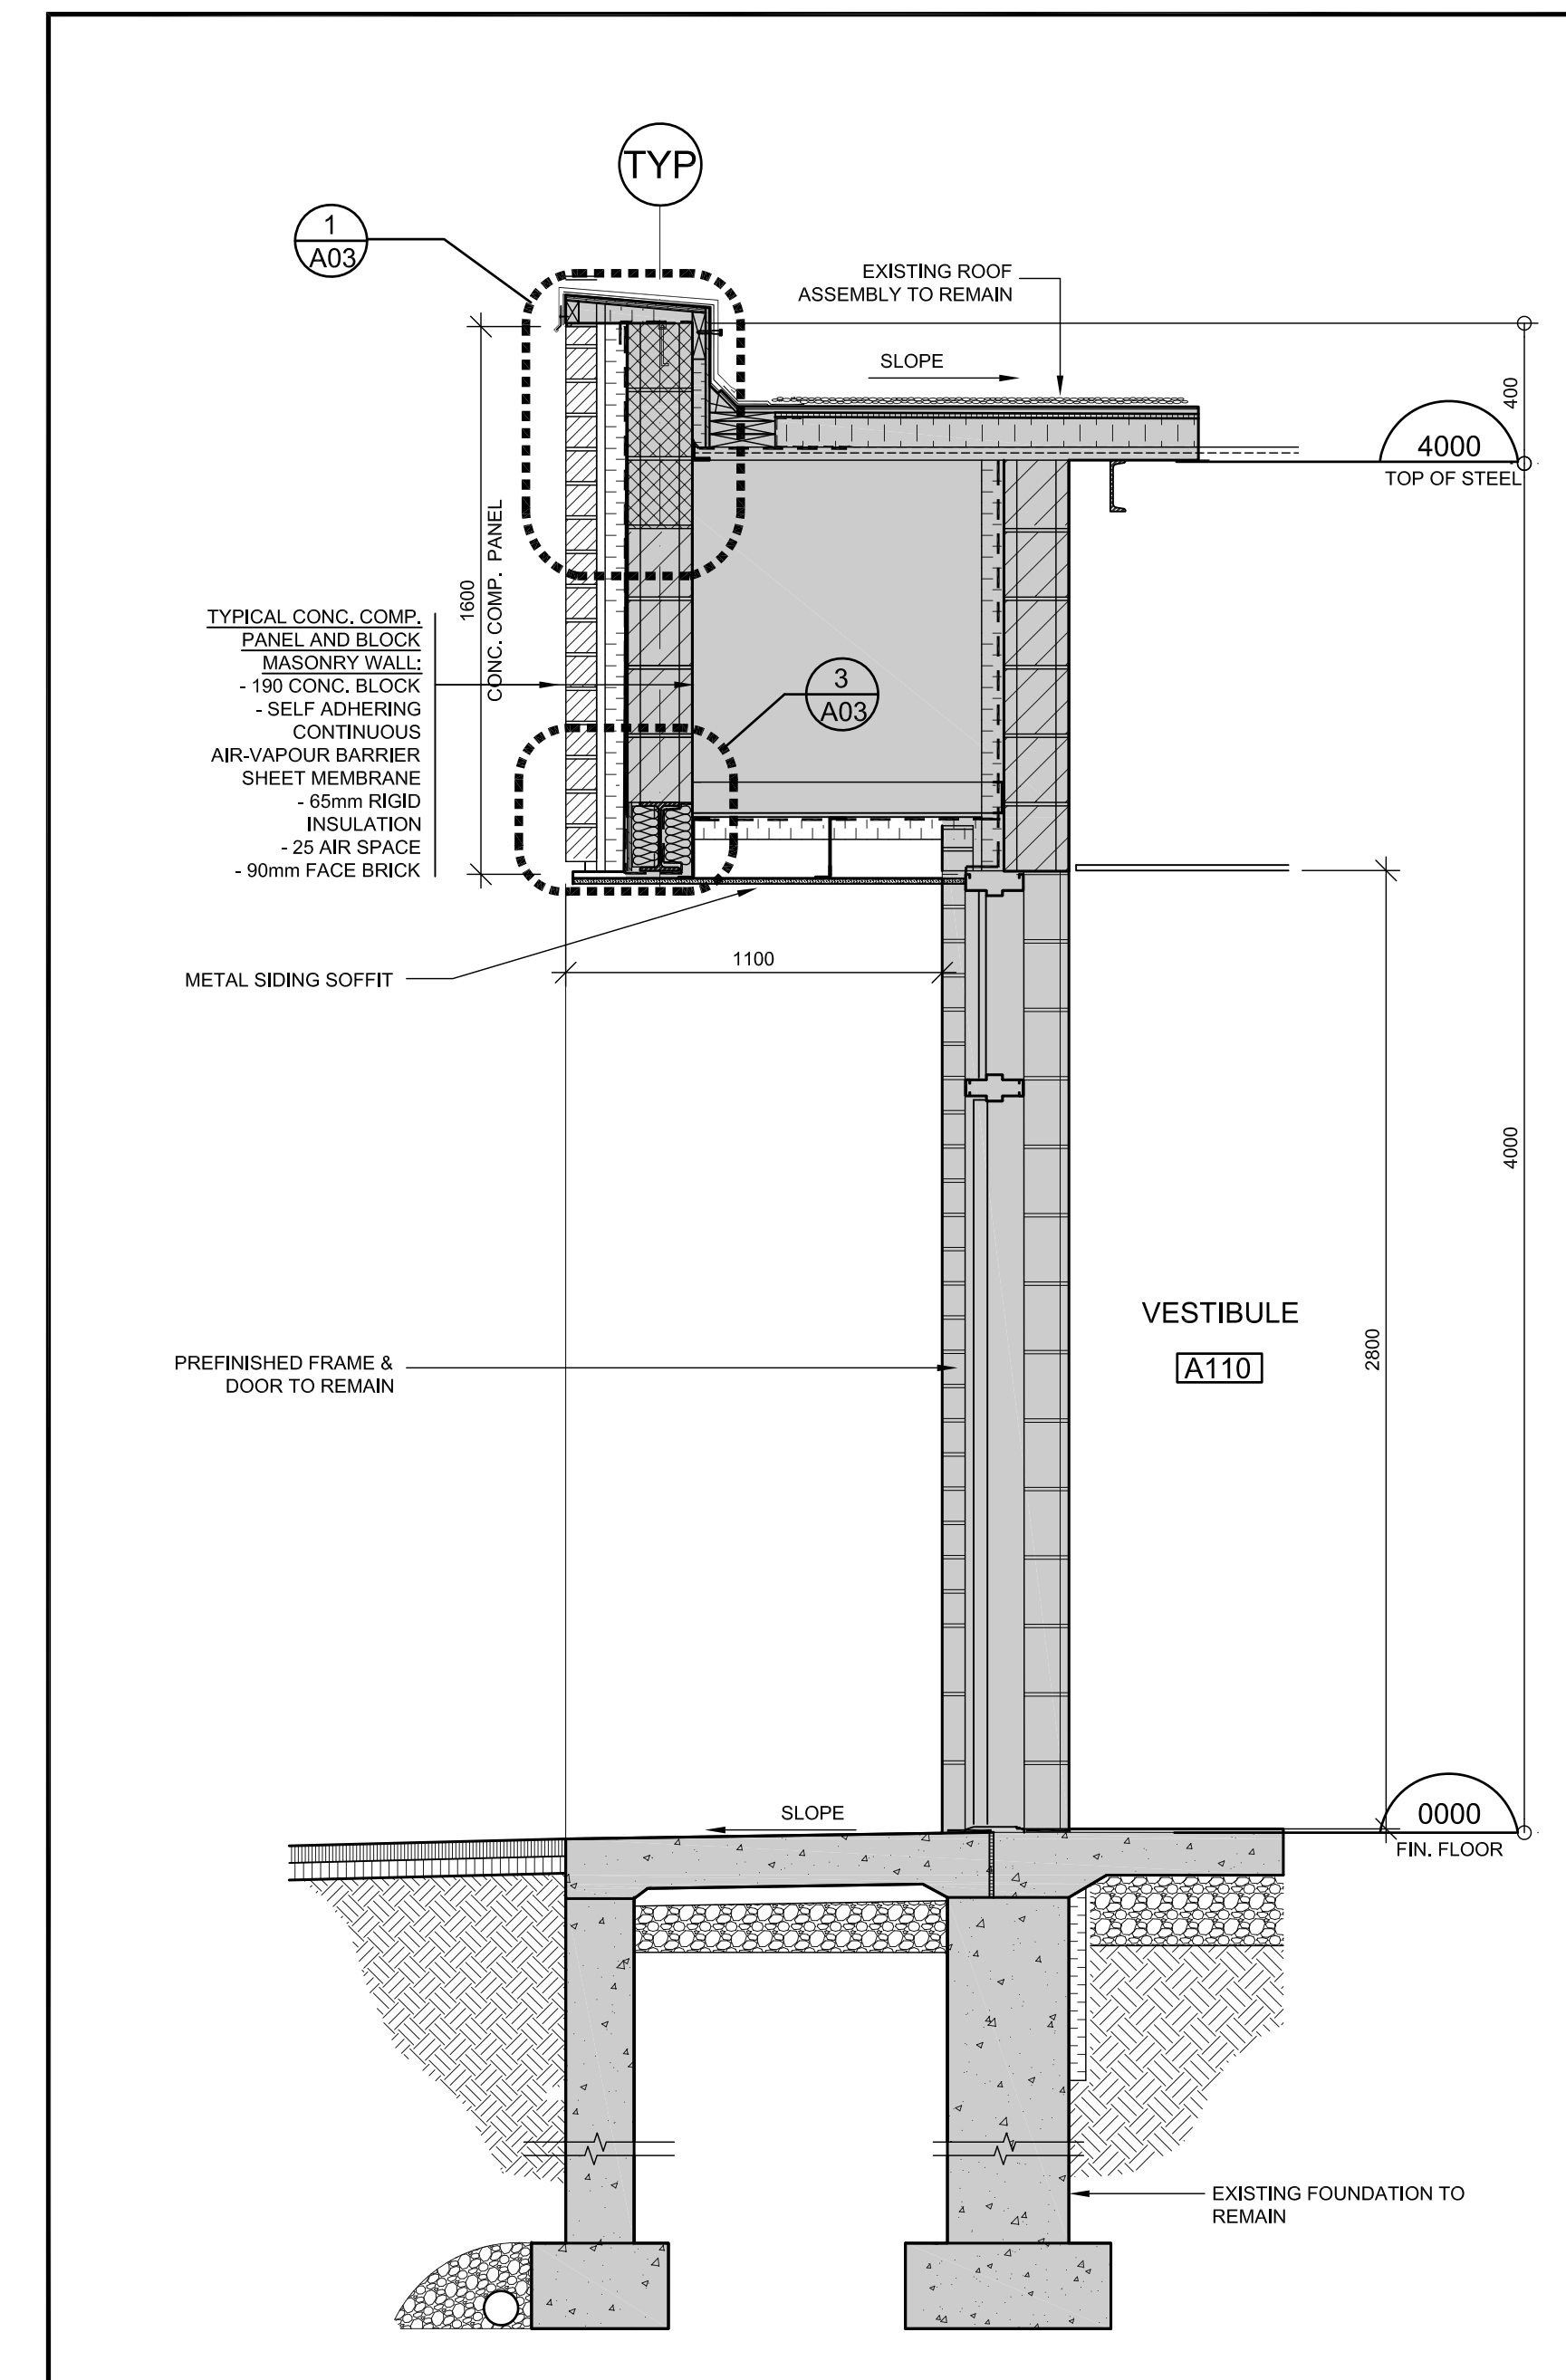 TYP
1
A03
EXISTING ROOF
ASSEMBLY TO REMAIN
SLOPE
400
4000
TOP OF STEEL
1600
CONC. COMP. PANEL
TYPICAL CONC. COMP.
PANEL AND BLOCK
MASONRY WALL:
- 190 CONC. BLOCK
- SELF ADHERING
CONTINUOUS
AIR-VAPOUR BARRIER
SHEET MEMBRANE
- 65mm RIGID
INSULATION
- 25 AIR SPACE
- 90mm FACE BRICK
3
A03
METAL SIDING SOFFIT
1100
4000
VESTIBULE
A110
2800
PREFINISHED FRAME &
DOOR TO REMAIN
SLOPE
0000
FIN. FLOOR
EXISTING FOUNDATION TO
REMAIN